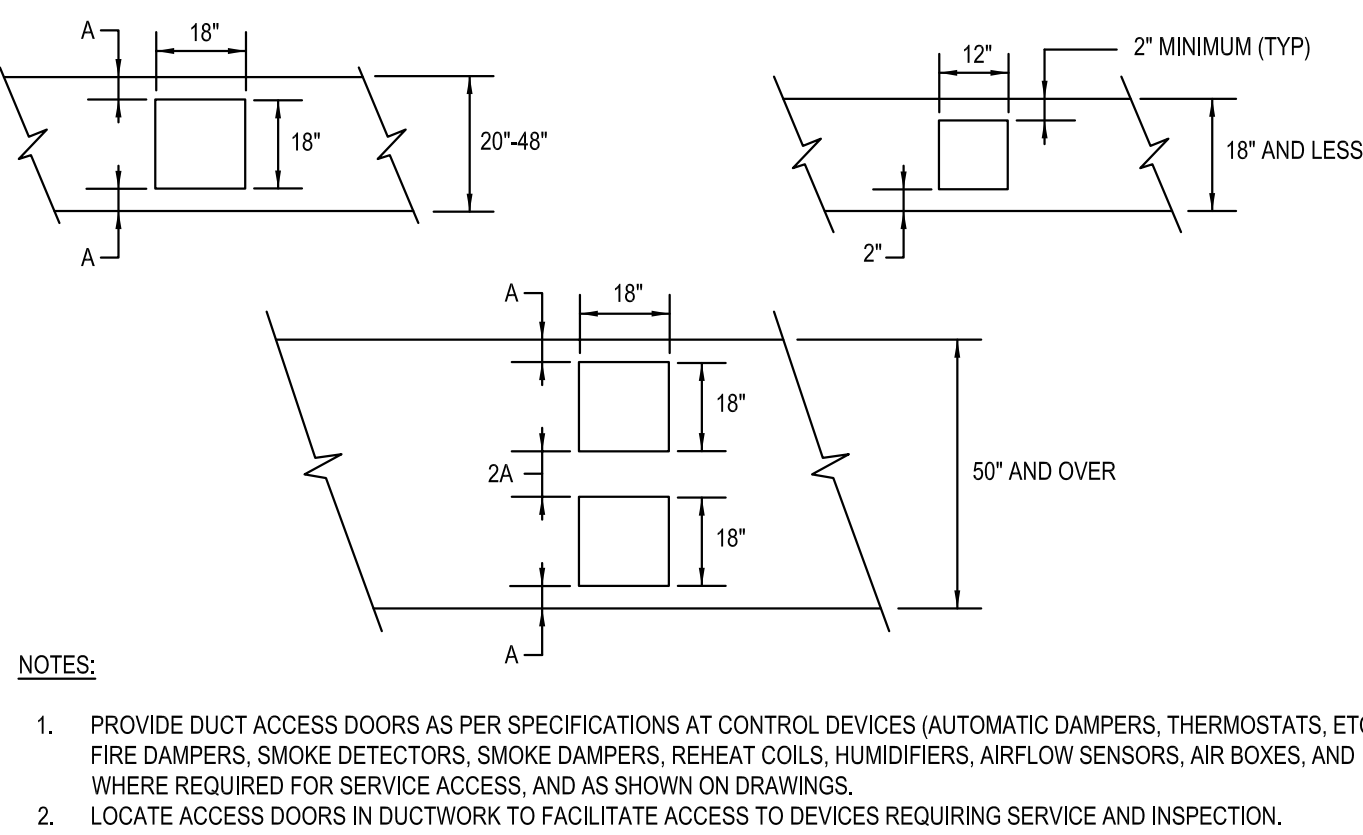 A
18"
18"
20"-48"
A
12"
2" MINIMUM (TYP)
18" AND LESS
2"
A
18"
18"
2A
50" AND OVER
18"
A
NOTES:
1. PROVIDE DUCT ACCESS DOORS AS PER SPECIFICATIONS AT CONTROL DEVICES (AUTOMATIC DAMPERS, THERMOSTATS, ETC
FIRE DAMPERS, SMOKE DETECTORS, SMOKE DAMPERS, REHEAT COILS, HUMIDIFIERS, AIRFLOW SENSORS, AIR BOXES, AND
WHERE REQUIRED FOR SERVICE ACCESS, AND AS SHOWN ON DRAWINGS.
2. LOCATE ACCESS DOORS IN DUCTWORK TO FACILITATE ACCESS TO DEVICES REQUIRING SERVICE AND INSPECTION.